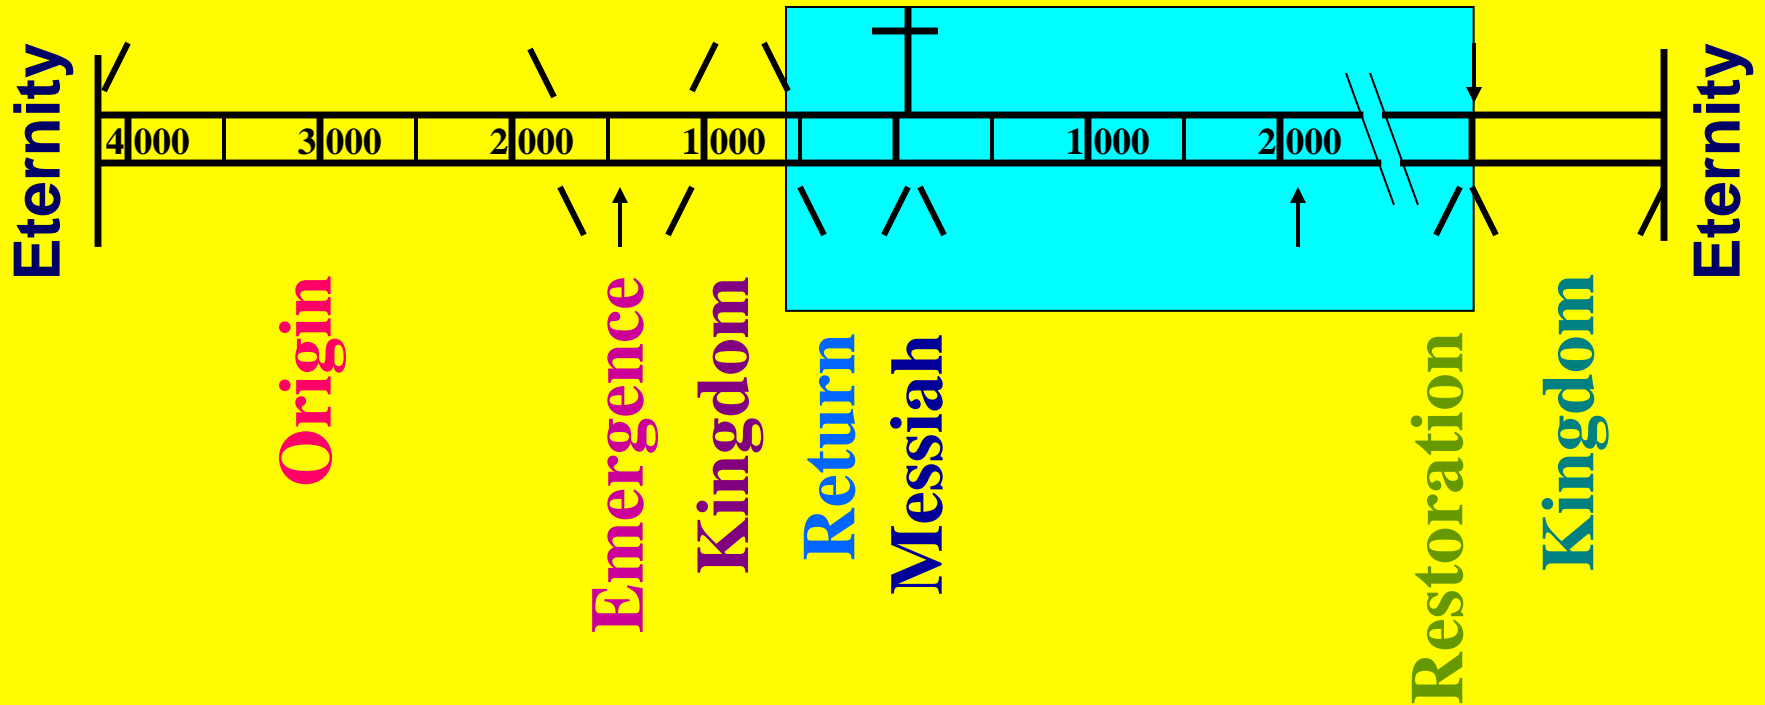 Eternity
4000 3000 2000 1000 1000 2000
Eternity
Origin
Emergence
Kingdom
Return
Messiah
Restoration
Kingdom